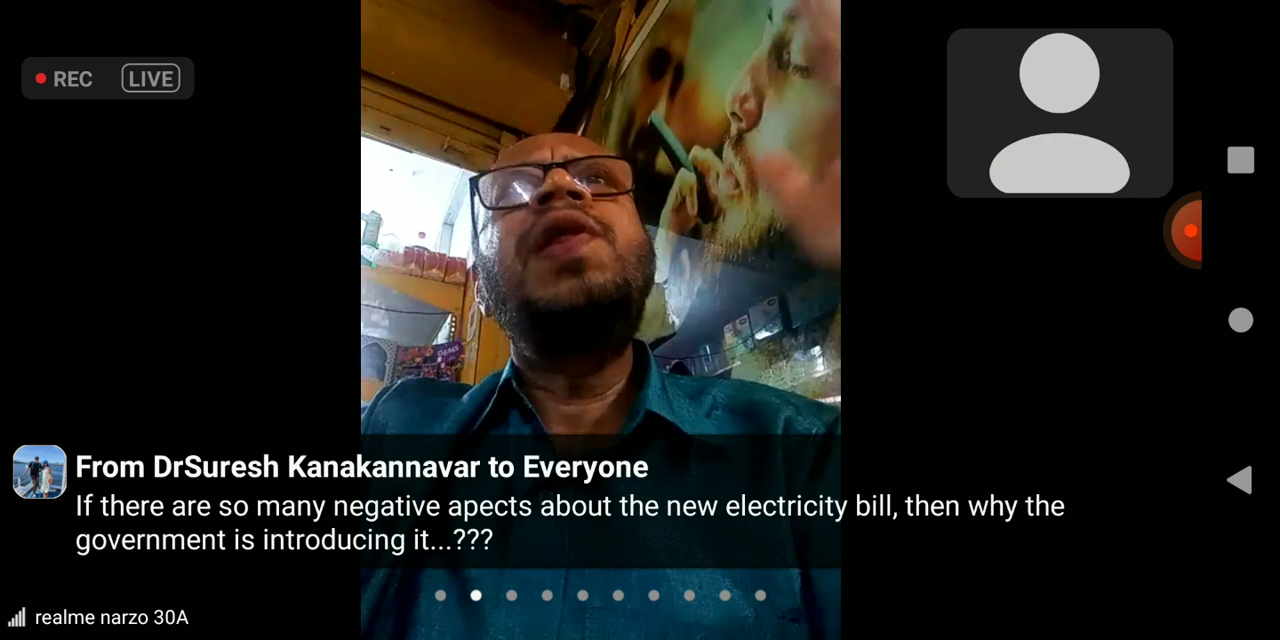 REC LIVE
GEMS
From DrSuresh Kanakannavar to Everyone
If there are so many negative apects about the new electricity bill, then why the
government is introducing it...???
realme narzo 30A